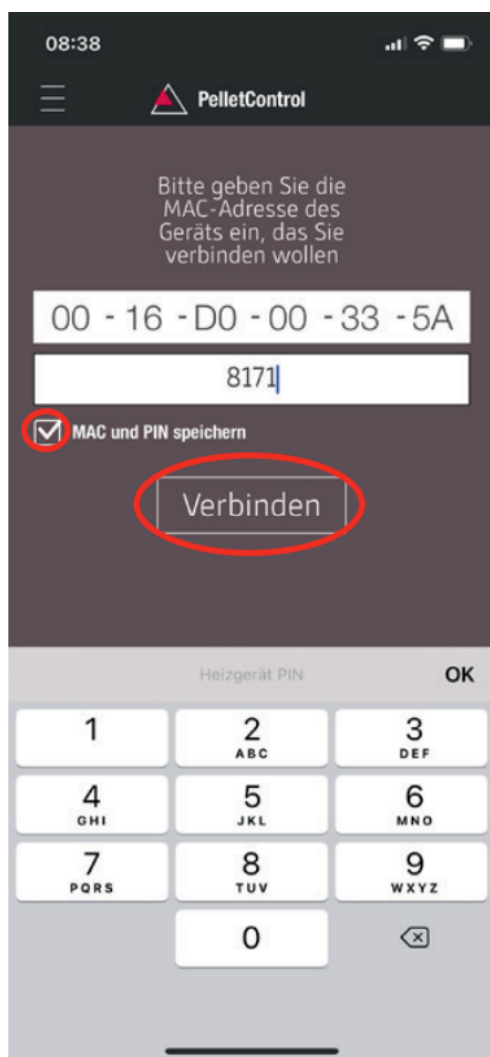 08:38
PelletControl
Bitte geben Sie die
MAC-Adresse des
Geräts ein, das Sie
verbinden wollen
00 - 16 - D0 - 00 - 33 - 5A
8171
MAC und PIN speichern
Verbinden
Heizgerät PIN OK
1 2 3
ABC DEF
4 5 6
GHI JKL MNO
7 8 9
PQRS TUV WXYZ
0